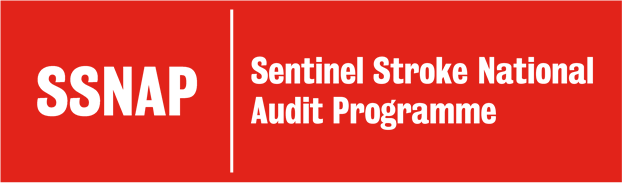 SSNAP
Sentinel Stroke National
Audit Programme